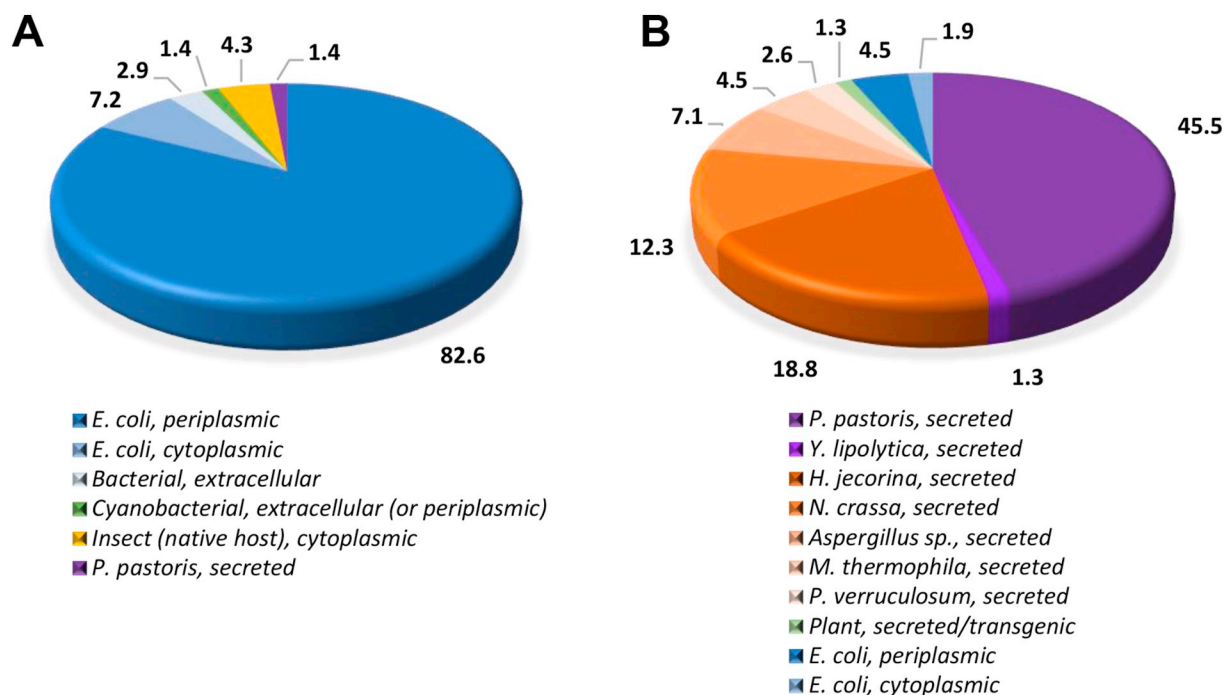 A
1.4
4.3
1.4
2.9
7.2
82.6
E. coli, periplasmic
E. coli, cytoplasmic
Bacterial, extracellular
Cyanobacterial, extracellular (or periplasmic)
Insect (native host), cytoplasmic
P. pastoris, secreted
B
1.3
4.5
1.9
2.6
4.5
7.1
45.5
12.3
18.8
1.3
P. pastoris, secreted
Y. lipolytica, secreted
H. jecorina, secreted
N. crassa, secreted
Aspergillus sp., secreted
M. thermophila, secreted
P. verruculosum, secreted
Plant, secreted/transgenic
E. coli, periplasmic
E. coli, cytoplasmic